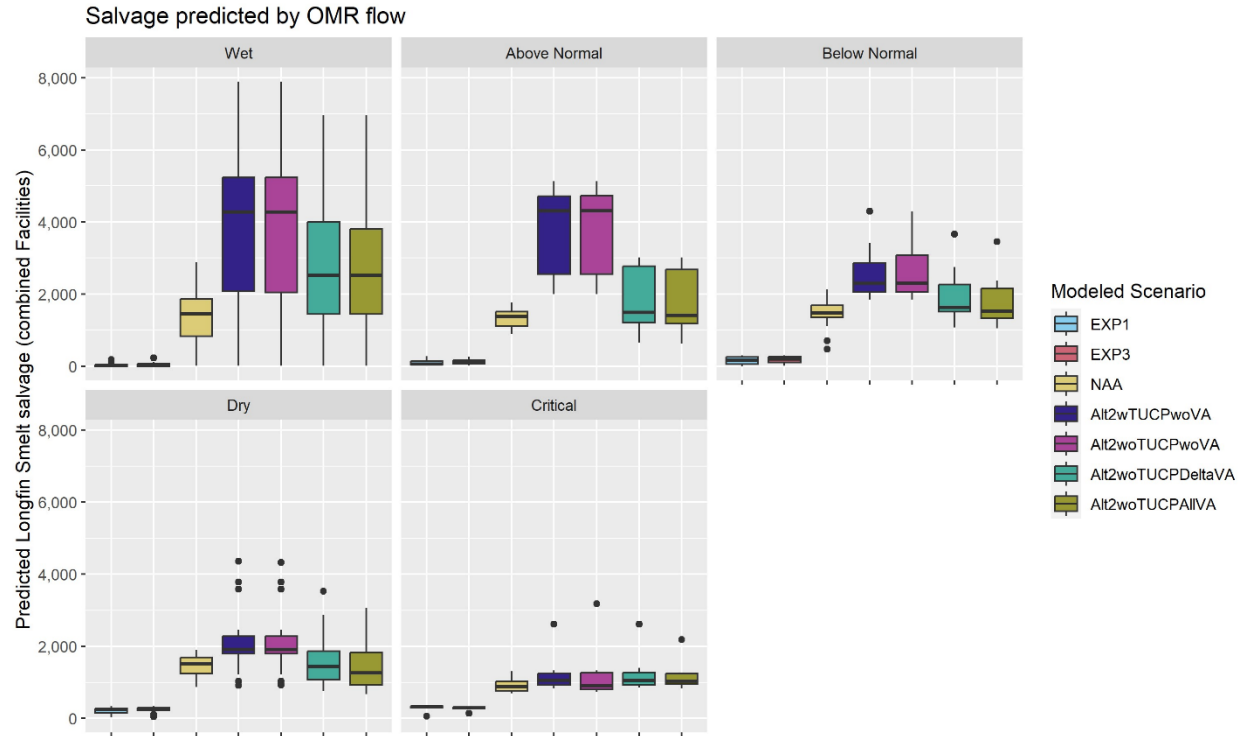 Salvage predicted by OMR flow
Wet
Above Normal
Below Normal
8,000
6,000
4,000
2,000
0
Dry
Critical
8,000
6,000
4,000
2,000
0
Predicted Longfin Smelt salvage (combined Facilities)
Modeled Scenario
EXP1
EXP3
NAA
Alt2wTUCPwoVA
Alt2woTUCPwoVA
Alt2woTUCPDeltaVA
Alt2woTUCPAllVA